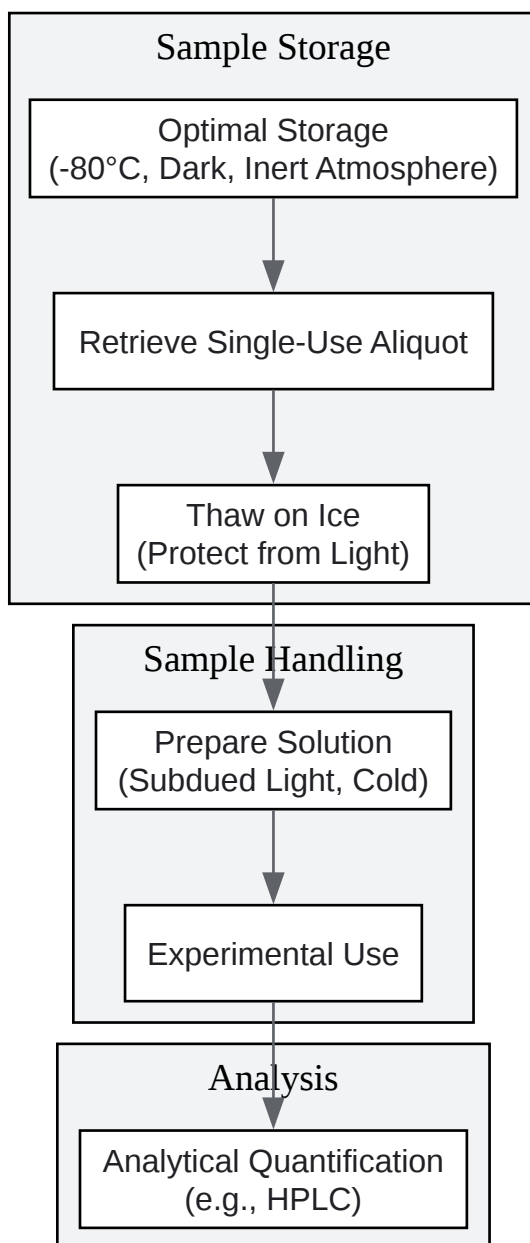 Sample Storage
Optimal Storage
(-80°C, Dark, Inert Atmosphere)
Retrieve Single-Use Aliquot
Thaw on Ice
(Protect from Light)
Sample Handling
Prepare Solution
(Subdued Light, Cold)
Experimental Use
Analysis
Analytical Quantification
(e.g., HPLC)